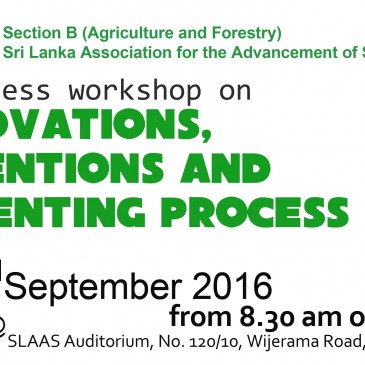 Section B (Agriculture and Forestry)
Sri Lanka Association for the Advancement of S
ess workshop on
OVATIONS,
ENTIONS AND
ENTING PROCESS
September 2016
from 8.30 am o
@ SLAAS Auditorium, No. 120/10, Wijerama Road,